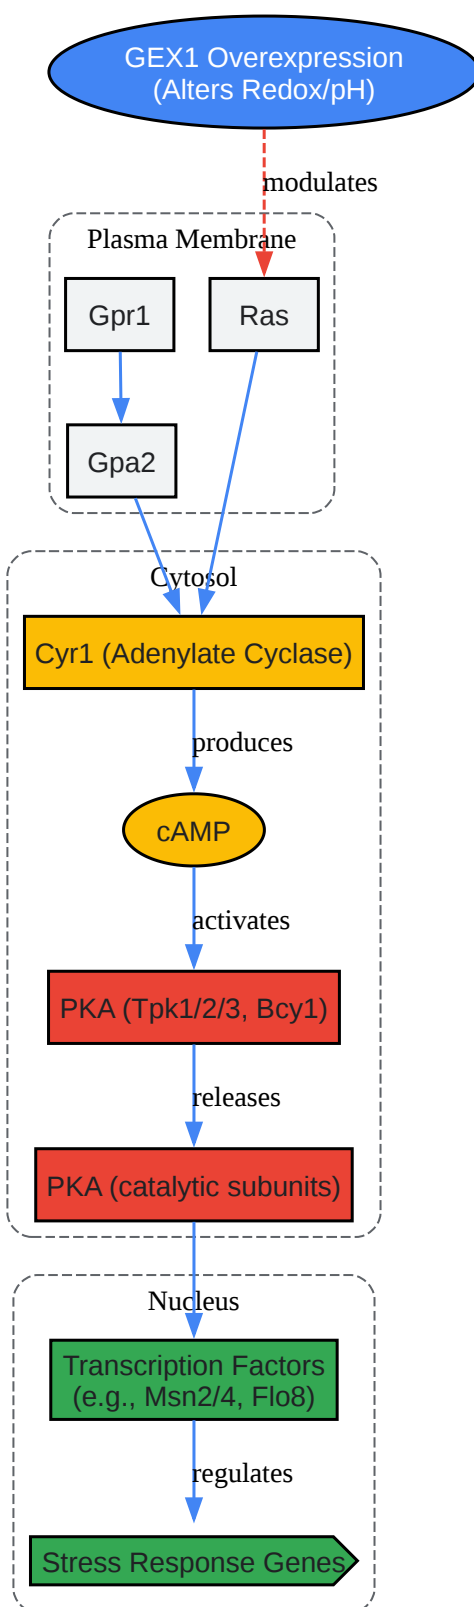 GEX1 Overexpression
(Alters Redox/pH)
modulates
Plasma Membrane
Gpr1
Ras
Gpa2
Cytosol
Cyr1 (Adenylate Cyclase)
produces
cAMP
activates
PKA (Tpk1/2/3, Bcy1)
releases
PKA (catalytic subunits)
Nucleus
Transcription Factors
(e.g., Msn2/4, Flo8)
regulates
Stress Response Genes